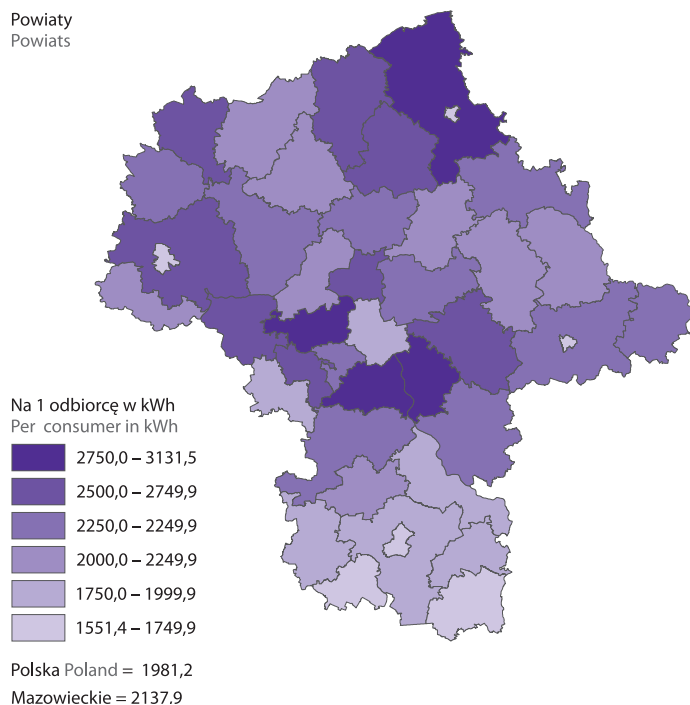 Powiaty
Powiats
Na 1 odbiorcę w kWh
Per consumer in kWh
2750,0 – 3131,5
2500,0 – 2749,9
2250,0 – 2249,9
2000,0 – 2249,9
1750,0 – 1999,9
1551,4 – 1749,9
Polska Poland = 1981,2
Mazowieckie = 2137,9